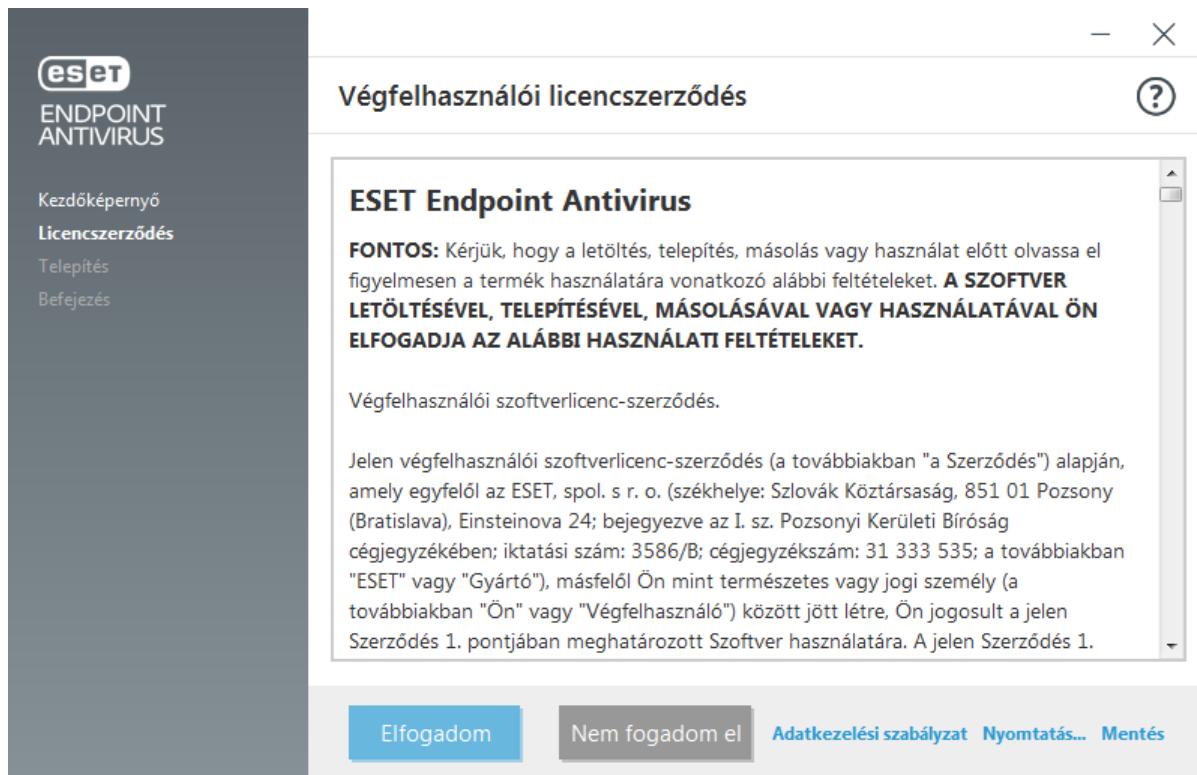 eset
ENDPOINT
ANTIVIRUS
Kezdőképernyő
Licencszerződés
Telepítés
Befejezés
Végfelhasználói licencszerződés
?
ESET Endpoint Antivirus
FONTOS: Kérjük, hogy a letöltés, telepítés, másolás vagy használat előtt olvassa el
figyelmesen a termék használatára vonatkozó alábbi feltételeket. A SZOFTVER
LETÖLTÉSÉVEL, TELEPÍTÉSÉVEL, MÁSOLÁSÁVAL VAGY HASZNÁLATÁVAL ÖN
ELFOGADJA AZ ALÁBBI HASZNÁLATI FELTÉTELEKET.
Végfelhasználói szoftverlicenc-szerződés.
Jelen végfelhasználói szoftverlicenc-szerződés (a továbbiakban "a Szerződés") alapján,
amely egyfelől az ESET, spol. s r. o. (székhelye: Szlovák Köztársaság, 851 01 Pozsony
(Bratislava), Einsteinova 24; bejegyezve az I. sz. Pozsonyi Kerületi Bíróság
cégjegyzékében; iktatási szám: 3586/B; cégjegyzékszám: 31 333 535; a továbbiakban
"ESET" vagy "Gyártó"), másfelől Ön mint természetes vagy jogi személy (a
továbbiakban "Ön" vagy "Végfelhasználó") között jött létre, Ön jogosult a jelen
Szerződés 1. pontjában meghatározott Szoftver használatára. A jelen Szerződés 1.
Elfogadom
Nem fogadom el
Adatkezelési szabályzat
Nyomtatás...
Mentés